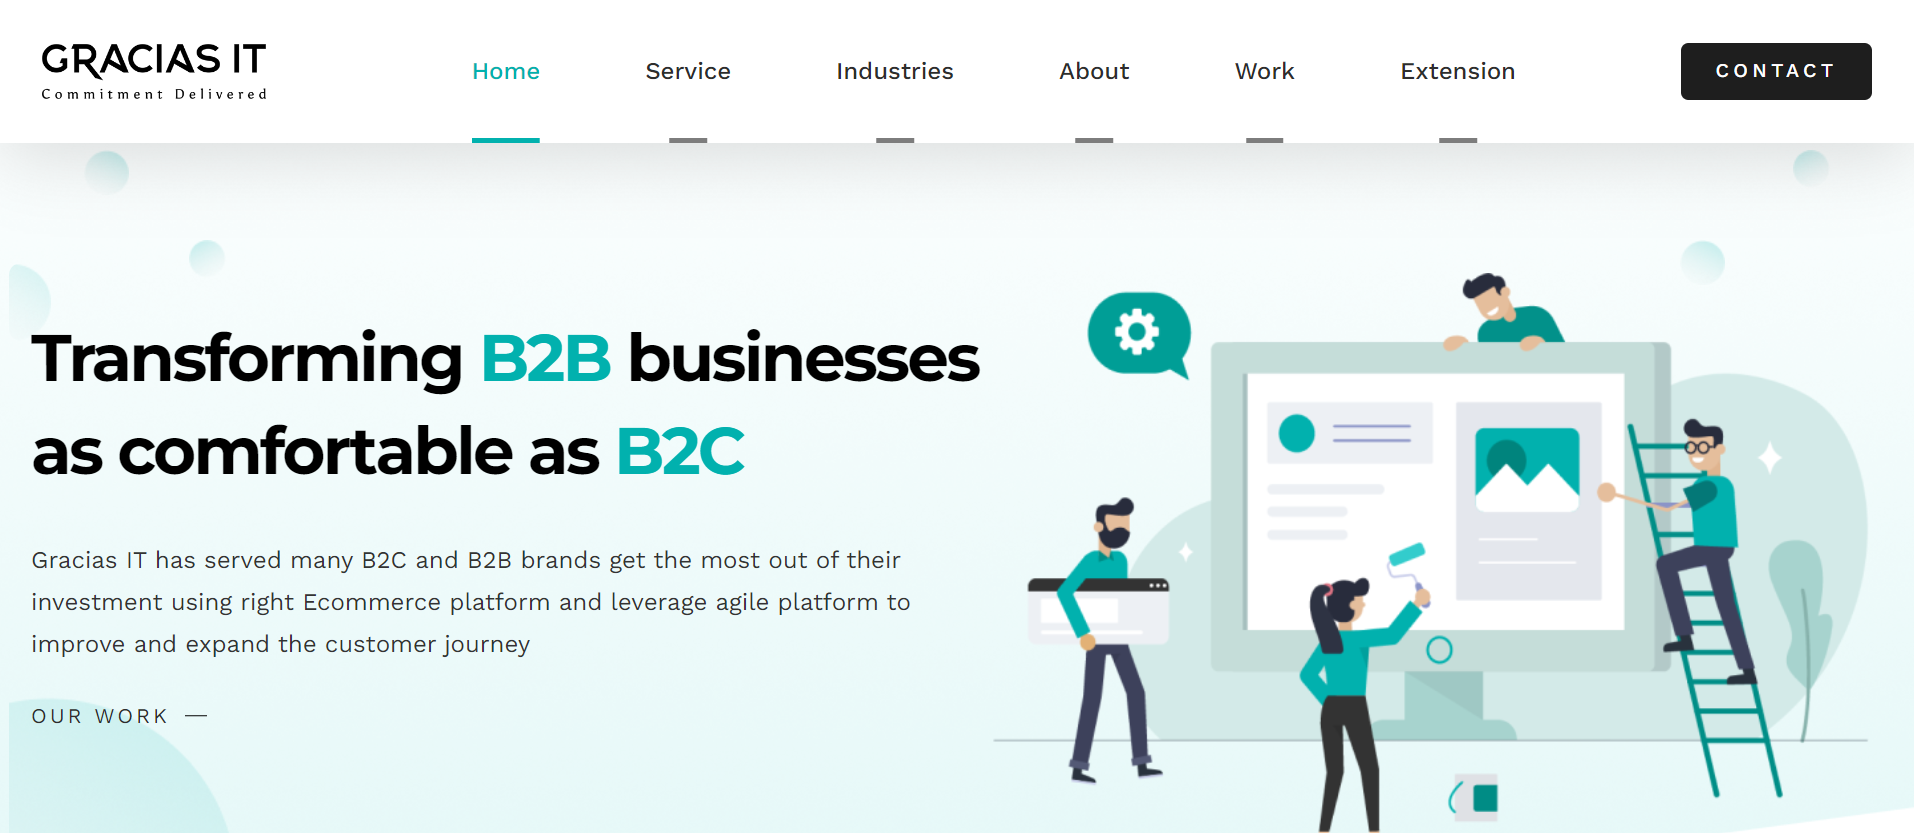 GRACIAS IT
Commitment Delivered
Home
Service
Industries
About
Work
Extension
CONTACT
Transforming B2B businesses
as comfortable as B2C
Gracias IT has served many B2C and B2B brands get the most out of their
investment using right Ecommerce platform and leverage agile platform to
improve and expand the customer journey
OUR WORK